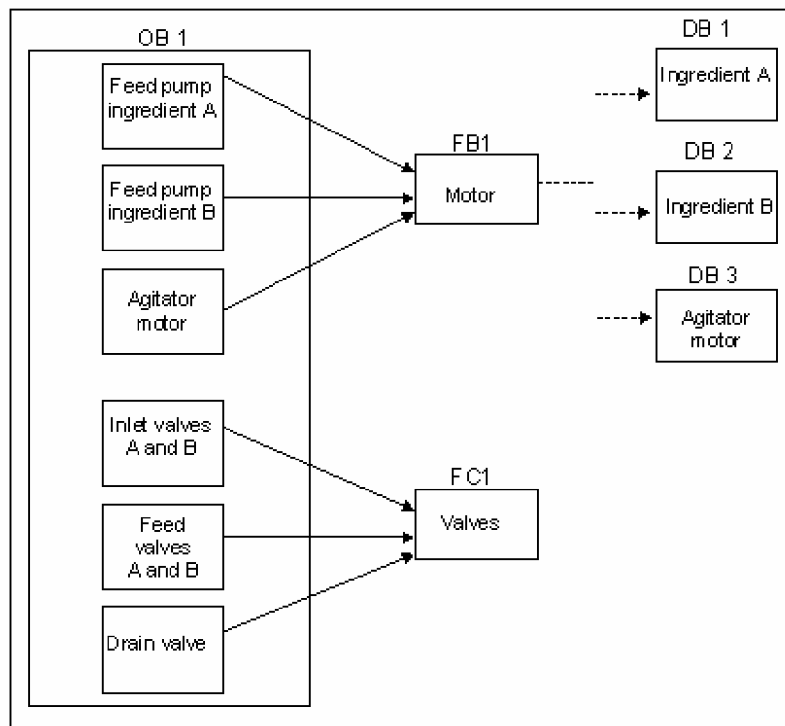 OB 1
Feed pump
ingredient A
Feed pump
ingredient B
Agitator
motor
Inlet valves
A and B
Feed
valves
A and B
Drain valve
FB1
Motor
FC1
Valves
DB 1
Ingredient A
DB 2
Ingredient B
DB 3
Agitator
motor